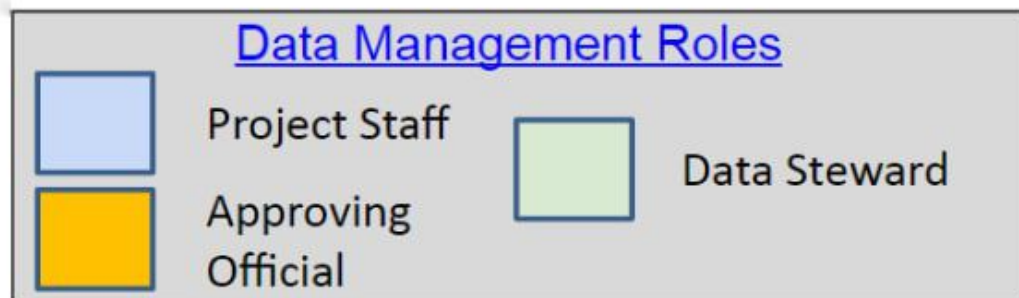 Data Management Roles
Project Staff
Approving
Official
Data Steward